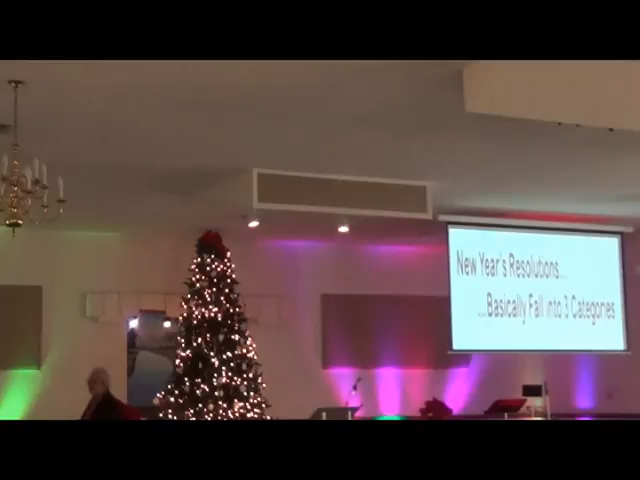 New Year's Resolutions...
...Basically Fall into 3 Categories